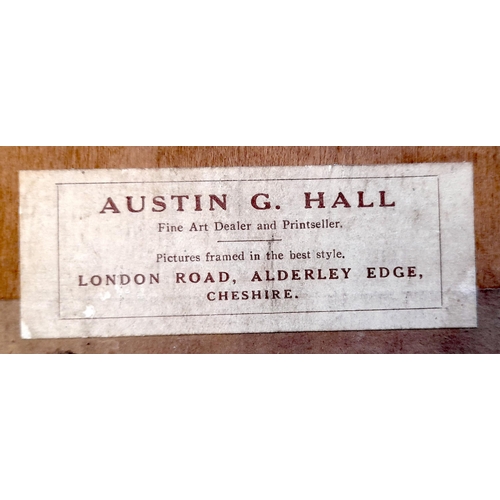 AUSTIN G. HALL
Fine Art Dealer and Printseller.
Pictures framed in the best style.
LONDON ROAD, ALDERLEY EDGE,
CHESHIRE.